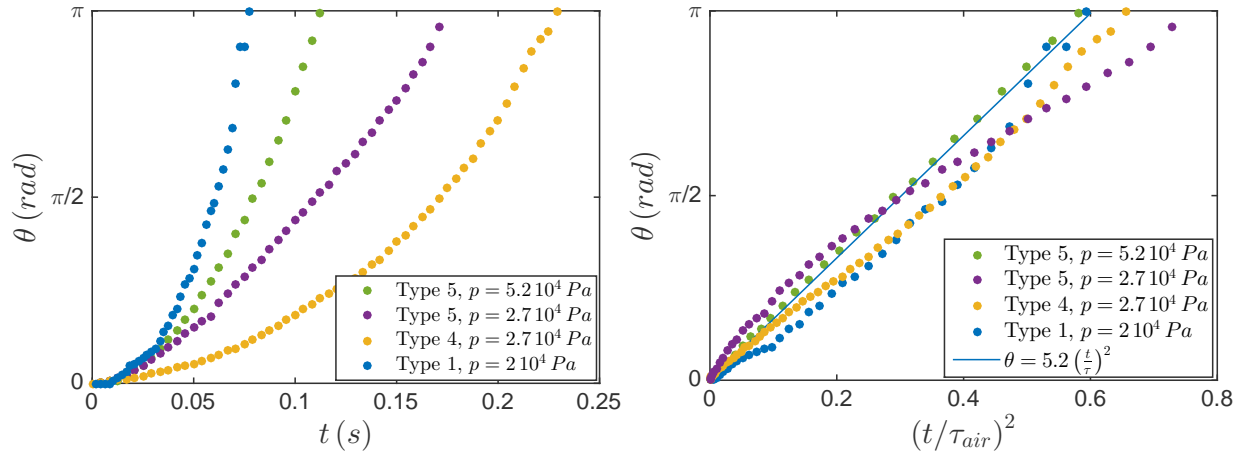 π
π/2
0
θ (rad)
0 0.05 0.1 0.15 0.2 0.25
t (s)
Type 5, p = 5.2 10⁴ Pa
Type 5, p = 2.7 10⁴ Pa
Type 4, p = 2.7 10⁴ Pa
Type 1, p = 2 10⁴ Pa
π
π/2
0
θ (rad)
0 0.2 0.4 0.6 0.8
(t/τ_air)²
Type 5, p = 5.2 10⁴ Pa
Type 5, p = 2.7 10⁴ Pa
Type 4, p = 2.7 10⁴ Pa
Type 1, p = 2 10⁴ Pa
θ = 5.2 (t/τ)²